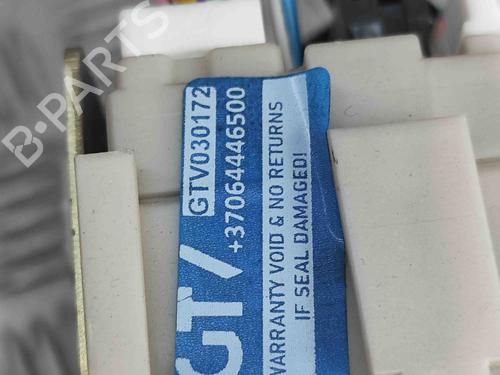 B-PARTS
GTV030172
+37064446500
WARRANTY VOID & NO RETURNS
IF SEAL DAMAGED!
GT/